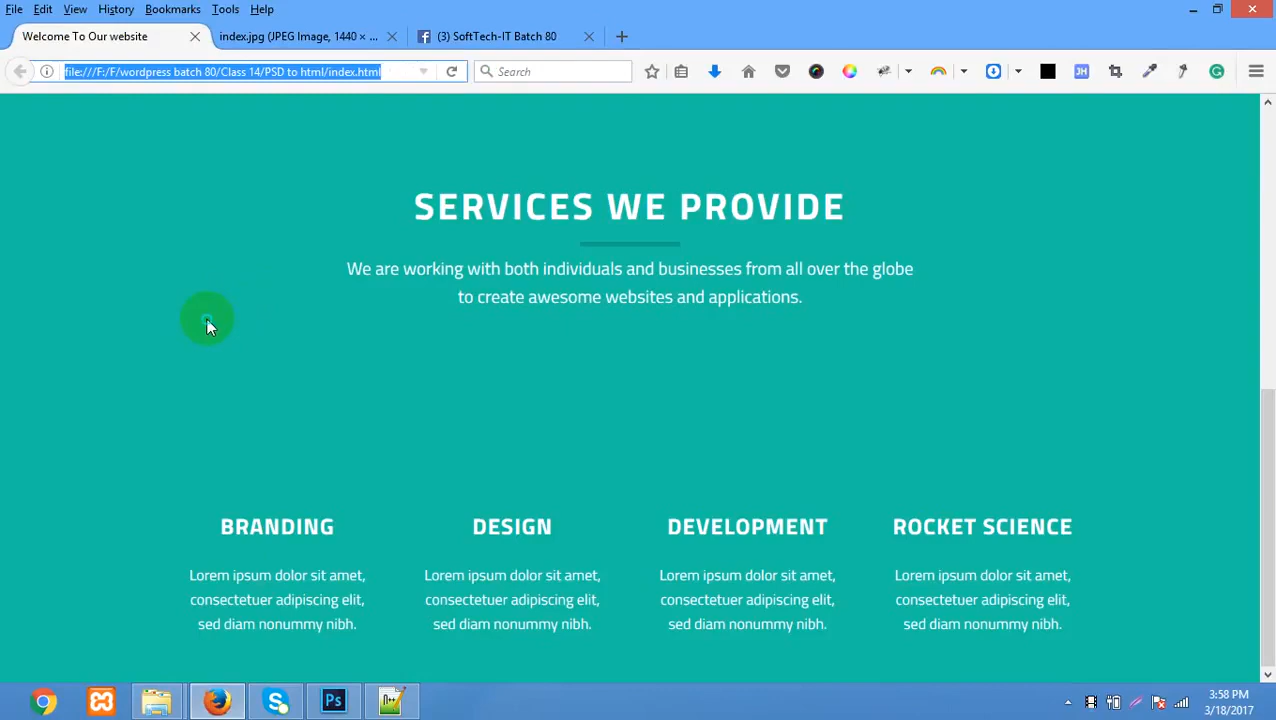 File Edit View History Bookmarks Tools Help
Welcome To Our website
index.jpg (JPEG Image, 1440 × ...
(3) SoftTech-IT Batch 80
file:///F:/F/wordpress batch 80/Class 14/PSD to html/index.html
Search
JH
SERVICES WE PROVIDE
We are working with both individuals and businesses from all over the globe
to create awesome websites and applications.
BRANDING DESIGN DEVELOPMENT ROCKET SCIENCE
Lorem ipsum dolor sit amet, Lorem ipsum dolor sit amet, Lorem ipsum dolor sit amet, Lorem ipsum dolor sit amet,
consectetuer adipiscing elit, consectetuer adipiscing elit, consectetuer adipiscing elit, consectetuer adipiscing elit,
sed diam nonummy nibh. sed diam nonummy nibh. sed diam nonummy nibh. sed diam nonummy nibh.
Ps
3:58 PM
3/18/2017